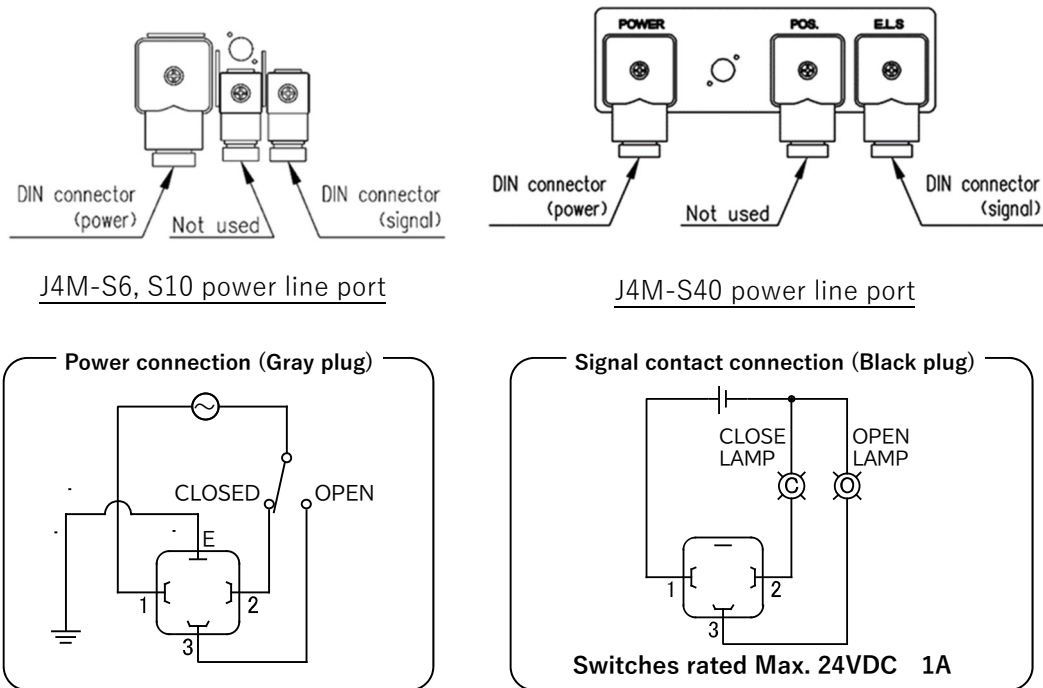 POWER
POS.
E.L.S
DIN connector
(power)
Not used
DIN connector
(signal)
DIN connector
(power)
Not used
DIN connector
(signal)
J4M-S6, S10 power line port
J4M-S40 power line port
Power connection (Gray plug)
CLOSED
OPEN
E
1
2
3
Signal contact connection (Black plug)
CLOSE
LAMP
OPEN
LAMP
C
O
1
2
3
Switches rated Max. 24VDC 1A